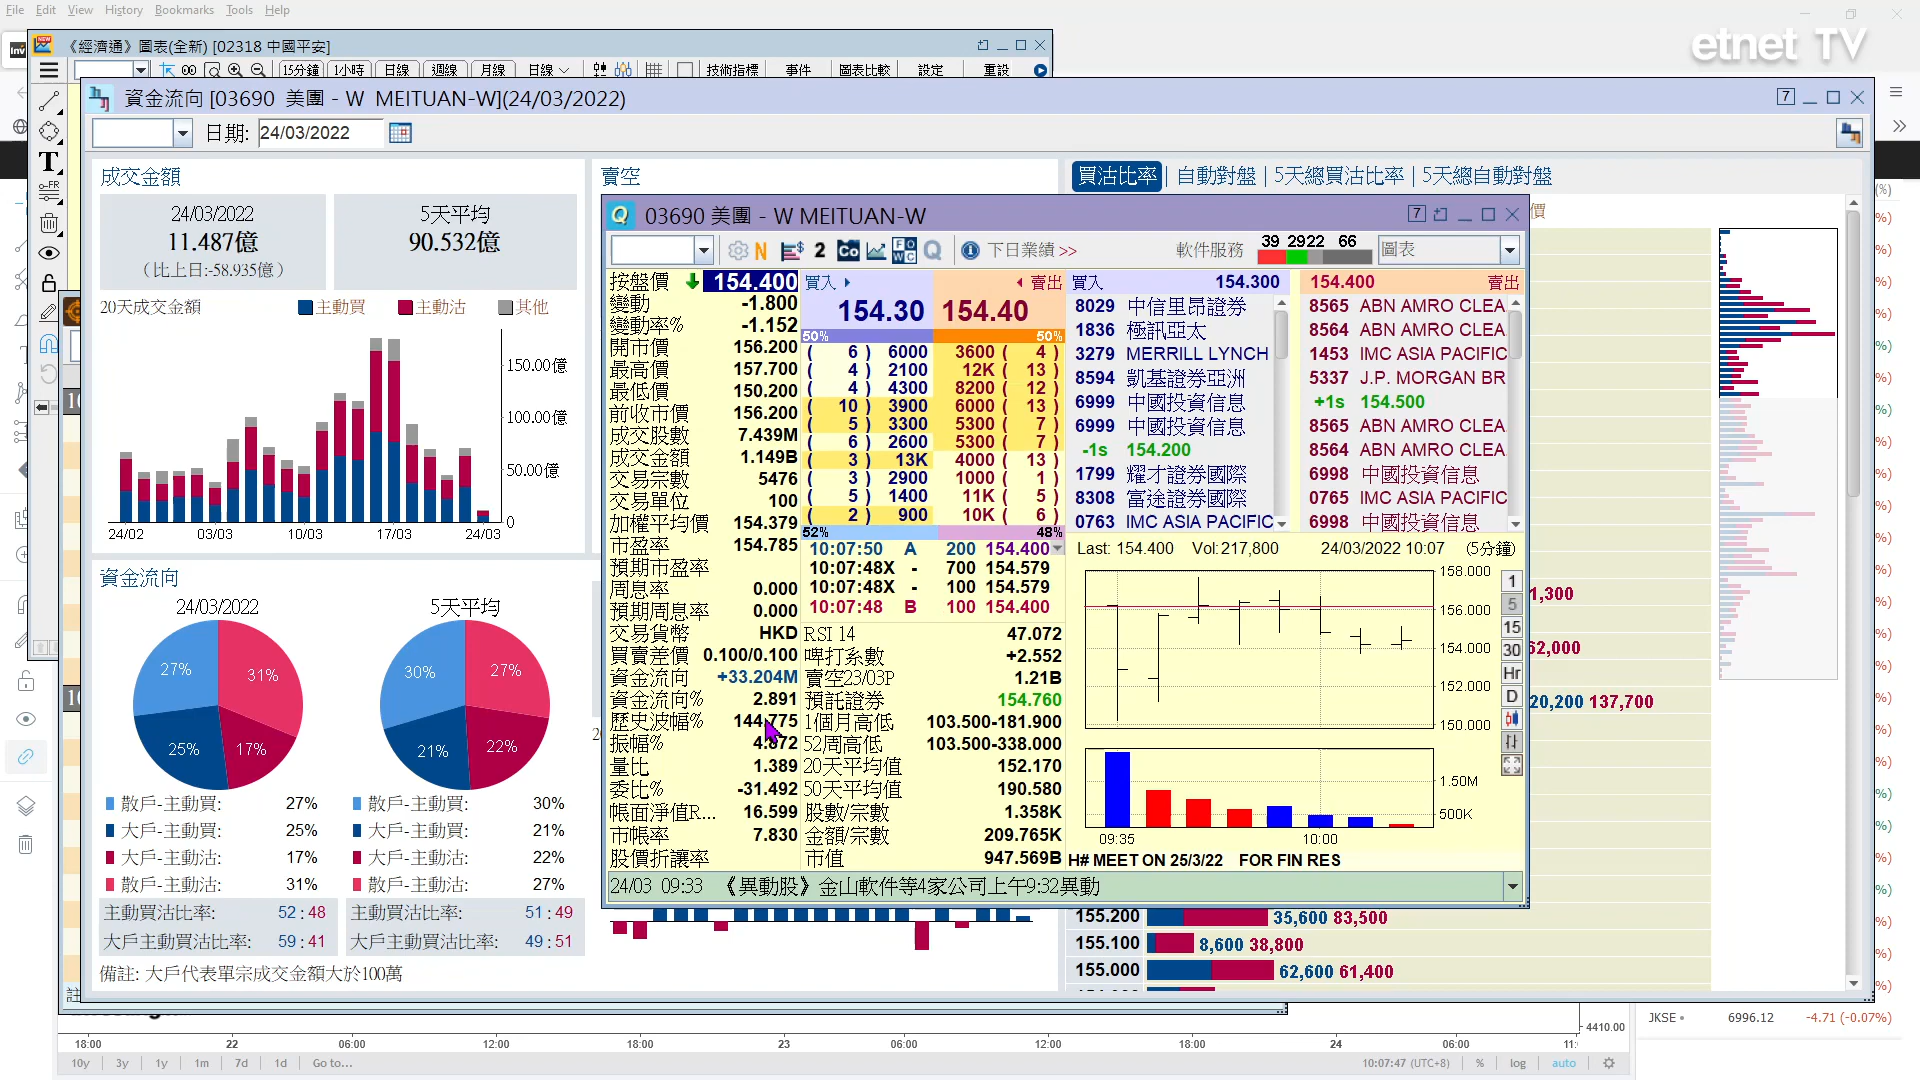 File Edit View History Bookmarks Tools Help
etnet TV
《經濟通》圖表(全新) [02318 中國平安]
15分鐘 1小時 日線 週線 月線 日線 技術指標 事件 圖表比較 設定 重設
資金流向 [03690 美團 - W MEITUAN-W](24/03/2022)
日期: 24/03/2022
成交金額
24/03/2022
11.487億
(比上日:-58.935億)
5天平均
90.532億
20天成交金額 主動買 主動沽 其他
150.00億
100.00億
50.00億
0
24/02 03/03 10/03 17/03 24/03
資金流向
24/03/2022 5天平均
27% 31% 25% 17%
30% 27% 21% 22%
散戶-主動買: 27% 散戶-主動買: 30%
大戶-主動買: 25% 大戶-主動買: 21%
大戶-主動沽: 17% 大戶-主動沽: 22%
散戶-主動沽: 31% 散戶-主動沽: 27%
主動買沽比率: 52:48 主動買沽比率: 51:49
大戶主動買沽比率: 59:41 大戶主動買沽比率: 49:51
備註: 大戶代表單宗成交金額大於100萬
賣空
買沽比率 | 自動對盤 | 5天總買沽比率 | 5天總自動對盤
03690 美團 - W MEITUAN-W
下日業績 >> 軟件服務 39 29 22 66 圖表
按盤價 154.400
變動 -1.800
變動率% -1.152
開市價 156.200
最高價 157.700
最低價 150.200
前收市價 156.200
成交股數 7.439M
成交金額 1.149B
交易宗數 5476
交易單位 100
加權平均價 154.379
市盈率 154.785
預期市盈率
周息率 0.000
預期周息率 0.000
交易貨幣 HKD
買賣差價 0.100/0.100
資金流向 +33.204M
資金流向% 2.891
歷史波幅% 144.775
振幅% 4.872
量比 1.389
委比% -31.492
帳面淨值R... 16.599
市帳率 7.830
股價折讓率
買入 賣出
154.30 154.40
50% 50%
( 6 ) 6000 3600 ( 4 )
( 4 ) 2100 12K ( 13 )
( 4 ) 4300 8200 ( 12 )
( 10 ) 3900 6000 ( 13 )
( 5 ) 3300 5300 ( 7 )
( 6 ) 2600 5300 ( 7 )
( 3 ) 13K 4000 ( 13 )
( 3 ) 2900 1000 ( 1 )
( 5 ) 1400 11K ( 5 )
( 2 ) 900 10K ( 6 )
52% 48%
10:07:50 A 200 154.400
10:07:48X - 700 154.579
10:07:48X - 100 154.579
10:07:48 B 100 154.400
RSI 14 47.072
啤打系數 +2.552
賣空23/03P 1.21B
預託證券 154.760
1個月高低 103.500-181.900
52周高低 103.500-338.000
20天平均值 152.170
50天平均值 190.580
股數/宗數 1.358K
金額/宗數 209.765K
市值 947.569B
買入 154.300
8029 中信里昂證券
1836 極訊亞太
3279 MERRILL LYNCH
8594 凱基證券亞洲
6999 中國投資信息
6999 中國投資信息
-1s 154.200
1799 耀才證券國際
8308 富途證券國際
0763 IMC ASIA PACIFIC
154.400 賣出
8565 ABN AMRO CLEA
8564 ABN AMRO CLEA
1453 IMC ASIA PACIFIC
5337 J.P. MORGAN BR
+1s 154.500
8565 ABN AMRO CLEA
8564 ABN AMRO CLEA
6998 中國投資信息
0765 IMC ASIA PACIFIC
6998 中國投資信息
Last: 154.400 Vol:217,800 24/03/2022 10:07 (5分鐘)
158.000
156.000
154.000
152.000
150.000
1.50M
500K
09:35 10:00
1
5
15
30
Hr
D
H# MEET ON 25/3/22 FOR FIN RES
24/03 09:33 《異動股》金山軟件等4家公司上午9:32異動
1,300
52,000
20,200 137,700
155.200 35,600 83,500
155.100 8,600 38,800
155.000 62,600 61,400
JKSE 6996.12 -4.71 (-0.07%)
4410.00
18:00 22 06:00 12:00 18:00 23 06:00 12:00 18:00 24 06:00 11:
10y 3y 1y 1m 7d 1d Go to... 10:07:47 (UTC+8) % log auto